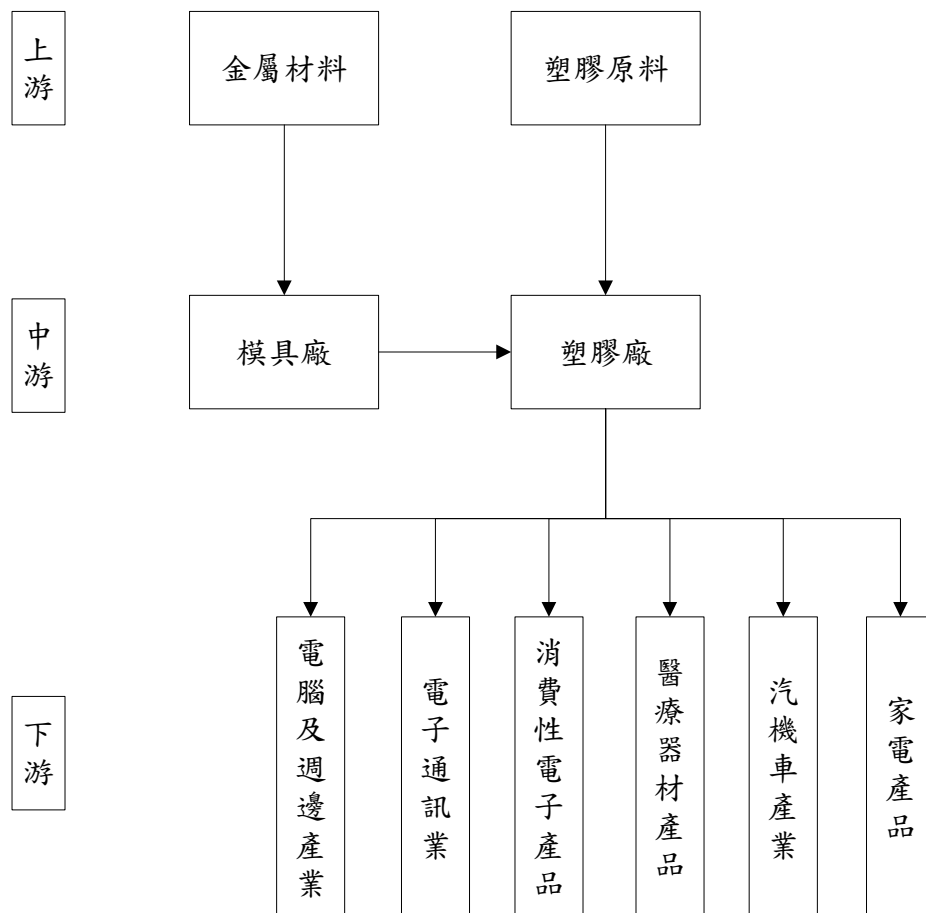 上游
金屬材料
塑膠原料
中游
模具廠
塑膠廠
下游
電腦及週邊產業
電子通訊業
消費性電子產品
醫療器材產品
汽機車產業
家電產品